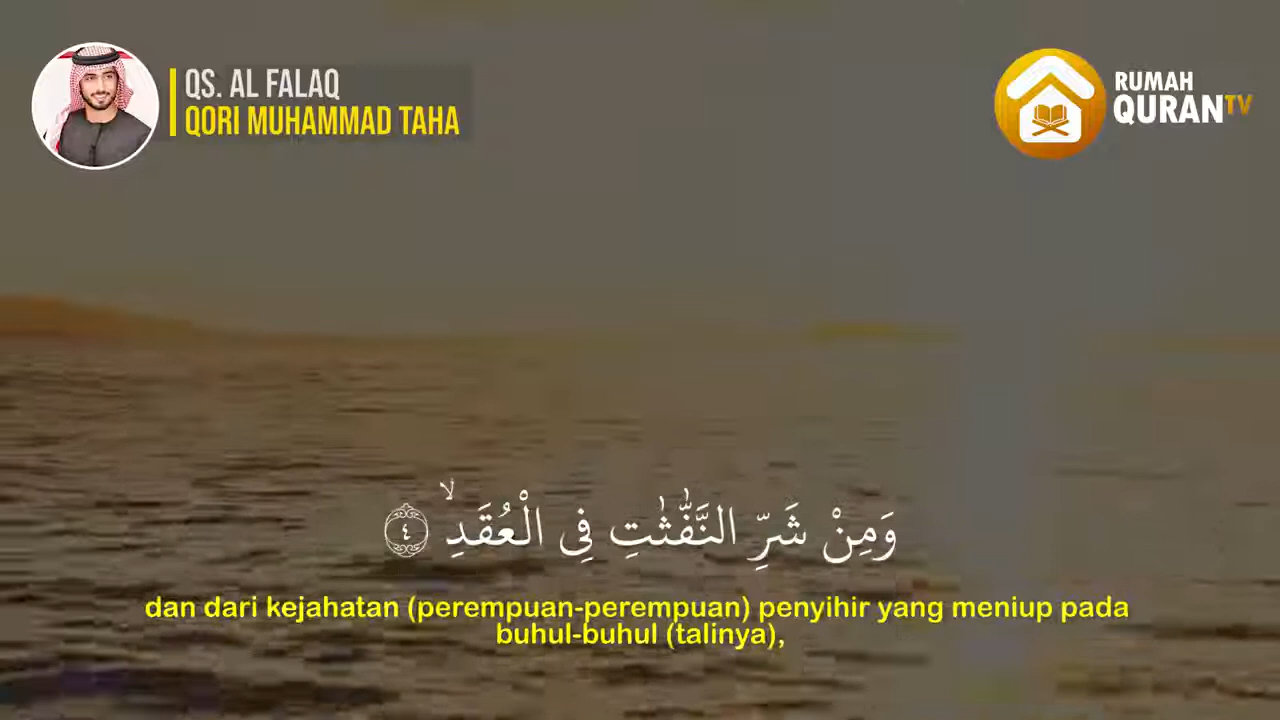 QS. AL FALAQ
QORI MUHAMMAD TAHA
RUMAH
QURANTV
وَمِنْ شَرِّ النَّفّٰثٰتِ فِى الْعُقَدِۙ ٤
dan dari kejahatan (perempuan-perempuan) penyihir yang meniup pada
buhul-buhul (talinya),